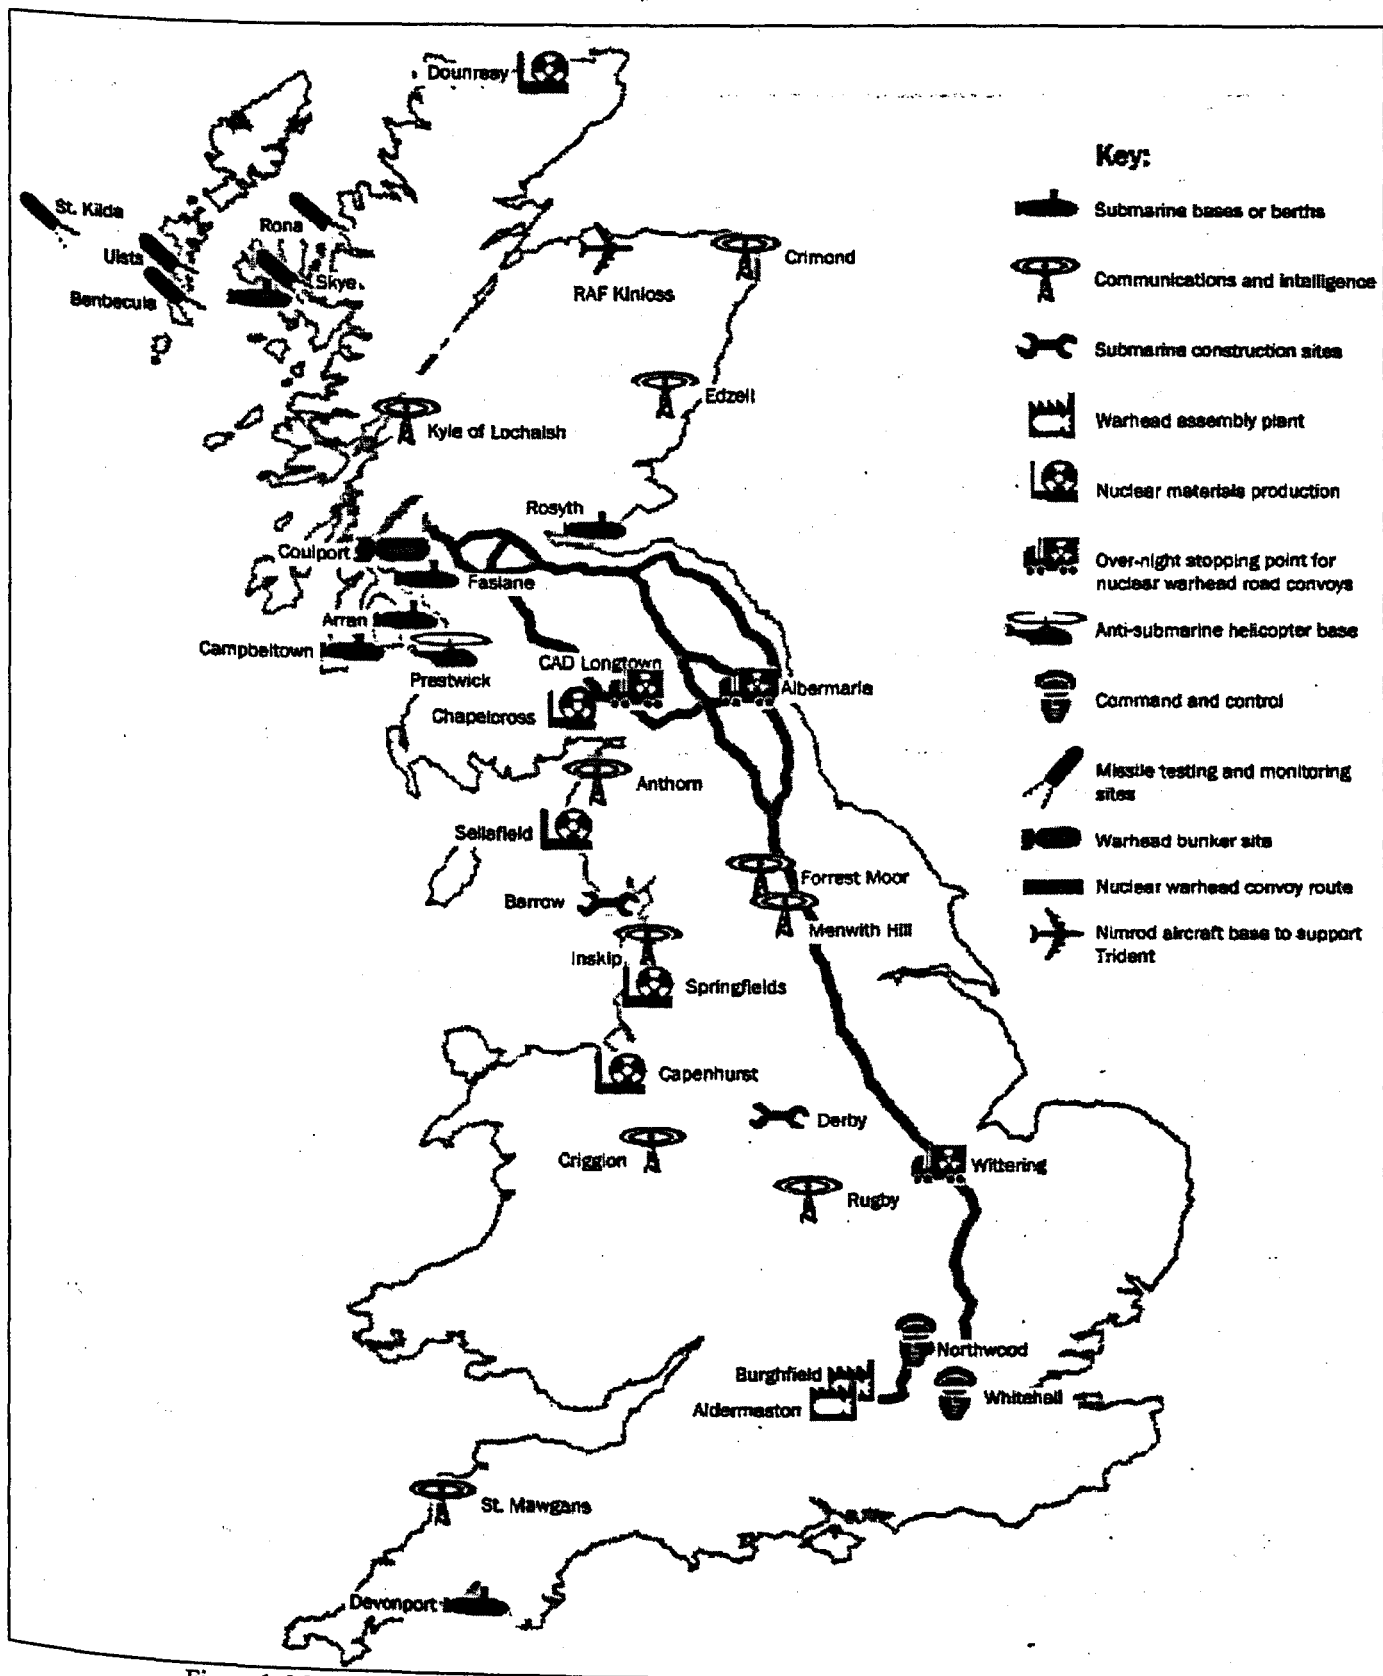 Dounreay
Key:
St. Kilda
Rona
Uists
Skye
Benbecula
RAF Kinloss
Crimond
Submarine bases or berths
Communications and intelligence
Submarine construction sites
Edzell
Kyle of Lochalsh
Warhead assembly plant
Nuclear materials production
Rosyth
Coulport
Faslane
Over-night stopping point for
nuclear warhead road convoys
Arran
Campbeltown
Prestwick
Anti-submarine helicopter base
CAD Longtown
Albermarle
Chapelcross
Command and control
Anthorn
Missile testing and monitoring
sites
Sellafield
Warhead bunker site
Forrest Moor
Nuclear warhead convoy route
Barrow
Menwith Hill
Nimrod aircraft base to support
Trident
Inskip
Springfields
Capenhurst
Derby
Criggion
Wittering
Rugby
Northwood
Burghfield
Whitehall
Aldermaston
St. Mawgans
Devonport